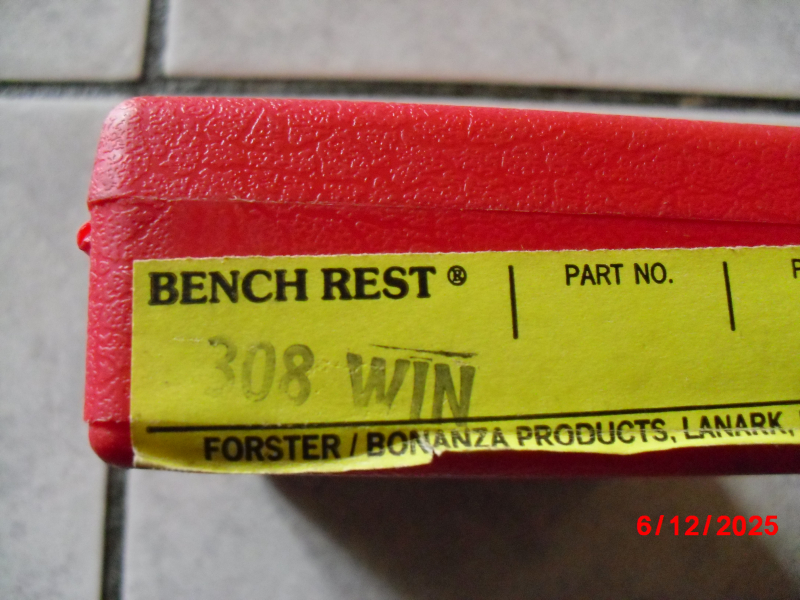 BENCH REST® | PART NO. |
308 WIN
FORSTER / BONANZA PRODUCTS, LANARK,
6/12/2025